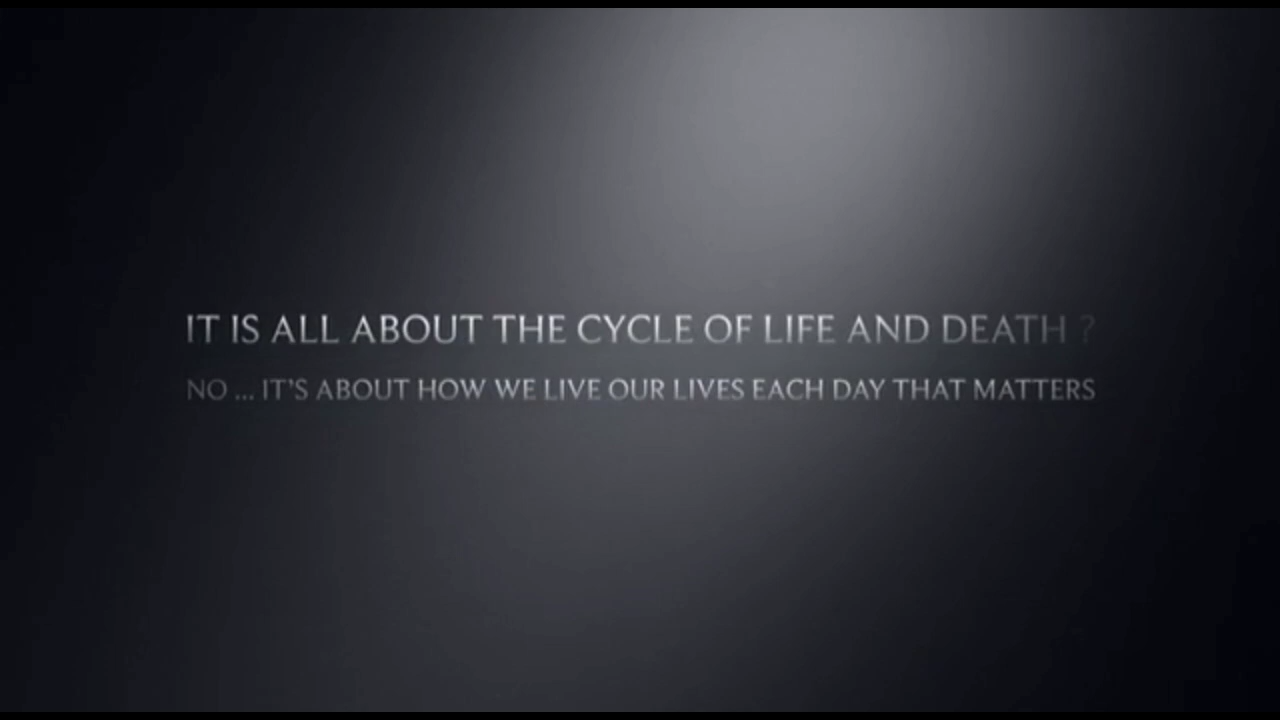 IT IS ALL ABOUT THE CYCLE OF LIFE AND DEATH ?
NO ... IT'S ABOUT HOW WE LIVE OUR LIVES EACH DAY THAT MATTERS